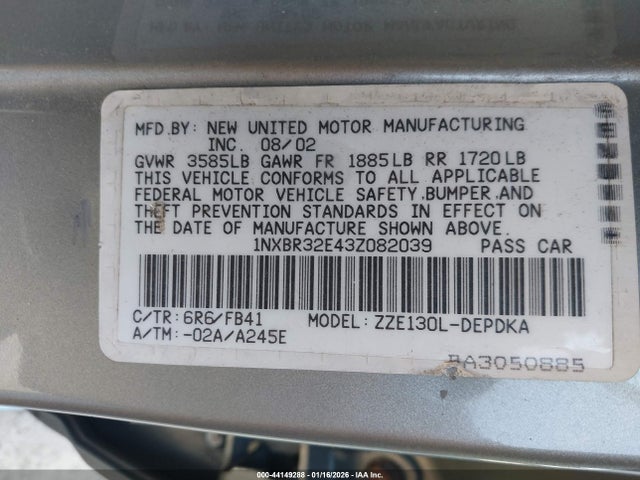 MFD.BY: NEW UNITED MOTOR MANUFACTURING
INC. 08/02
GVWR 3585LB GAWR FR 1885LB RR 1720LB
THIS VEHICLE CONFORMS TO ALL APPLICABLE
FEDERAL MOTOR VEHICLE SAFETY,BUMPER,AND
THEFT PREVENTION STANDARDS IN EFFECT ON
THE DATE OF MANUFACTURE SHOWN ABOVE.
1NXBR32E43Z082039 PASS CAR
C/TR: 6R6/FB41 MODEL: ZZE130L-DEPDKA
A/TM: -02A/A245E
BA3050885
000-44149288 - 01/16/2026 - IAA Inc.